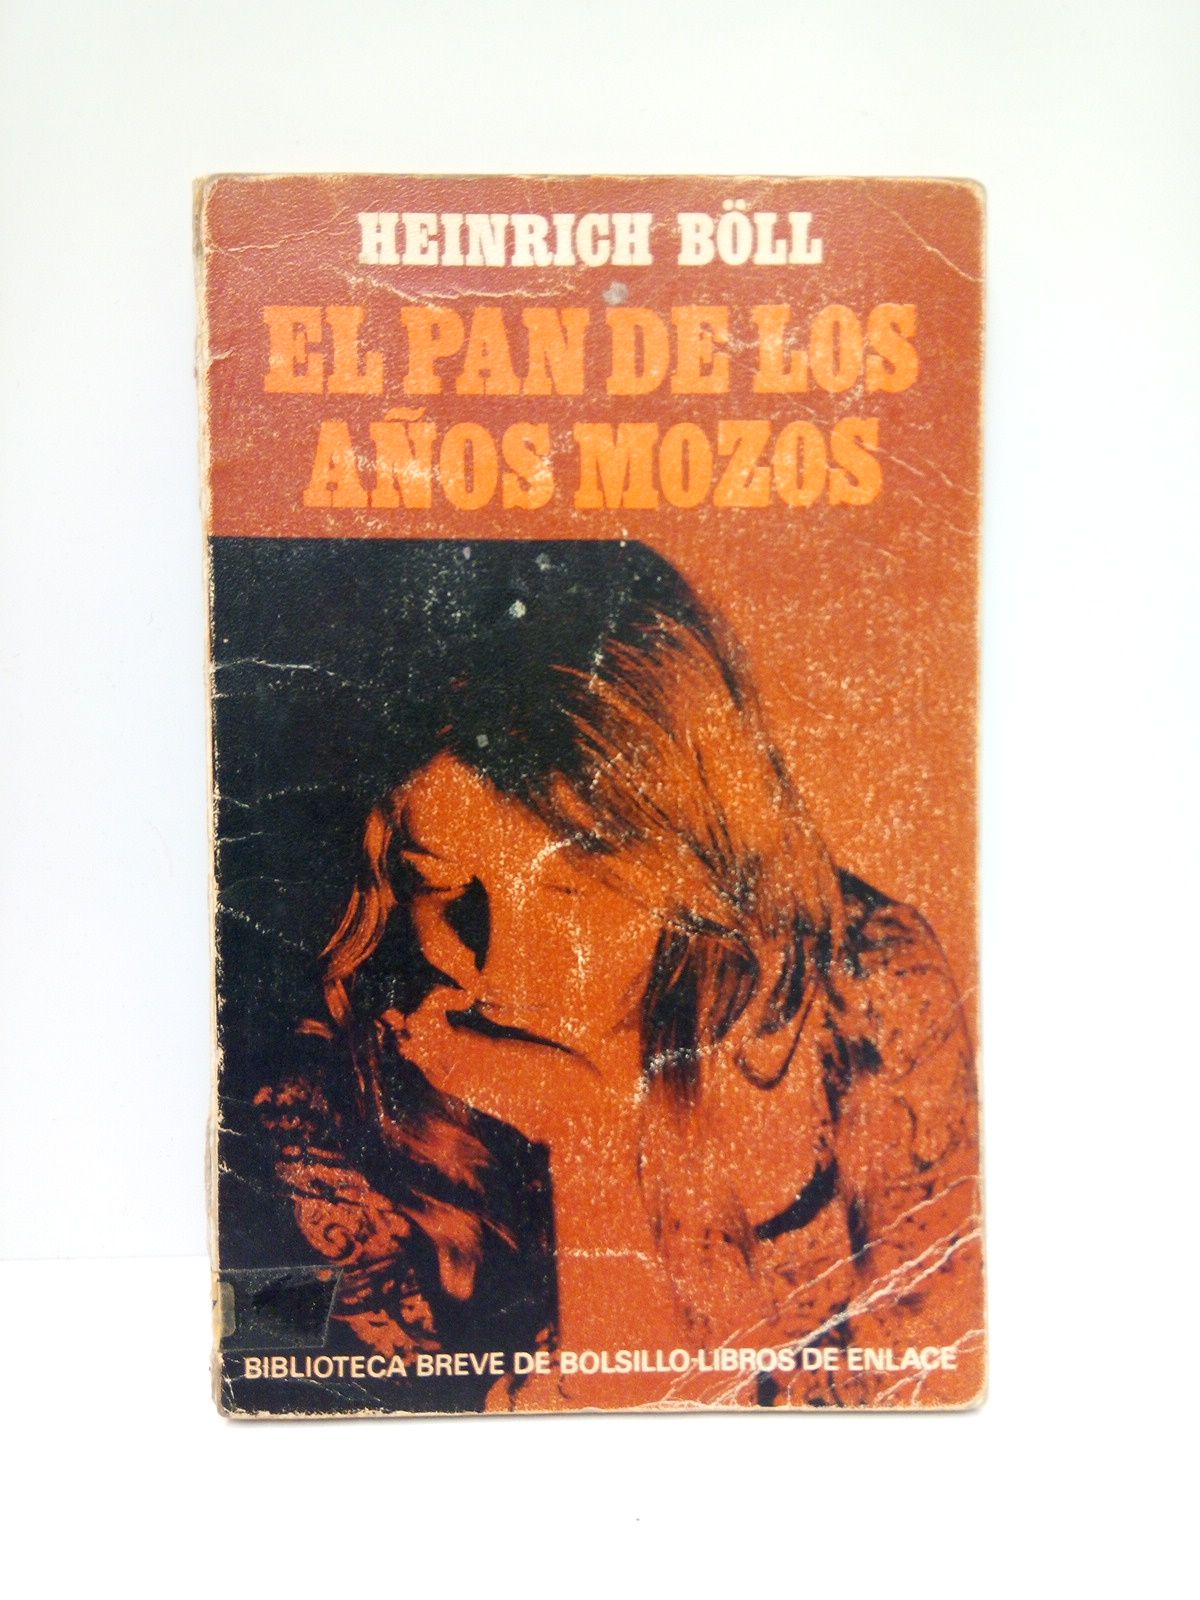 HEINRICH BÖLL
EL PAN DE LOS
AÑOS MOZOS
BIBLIOTECA BREVE DE BOLSILLO-LIBROS DE ENLACE